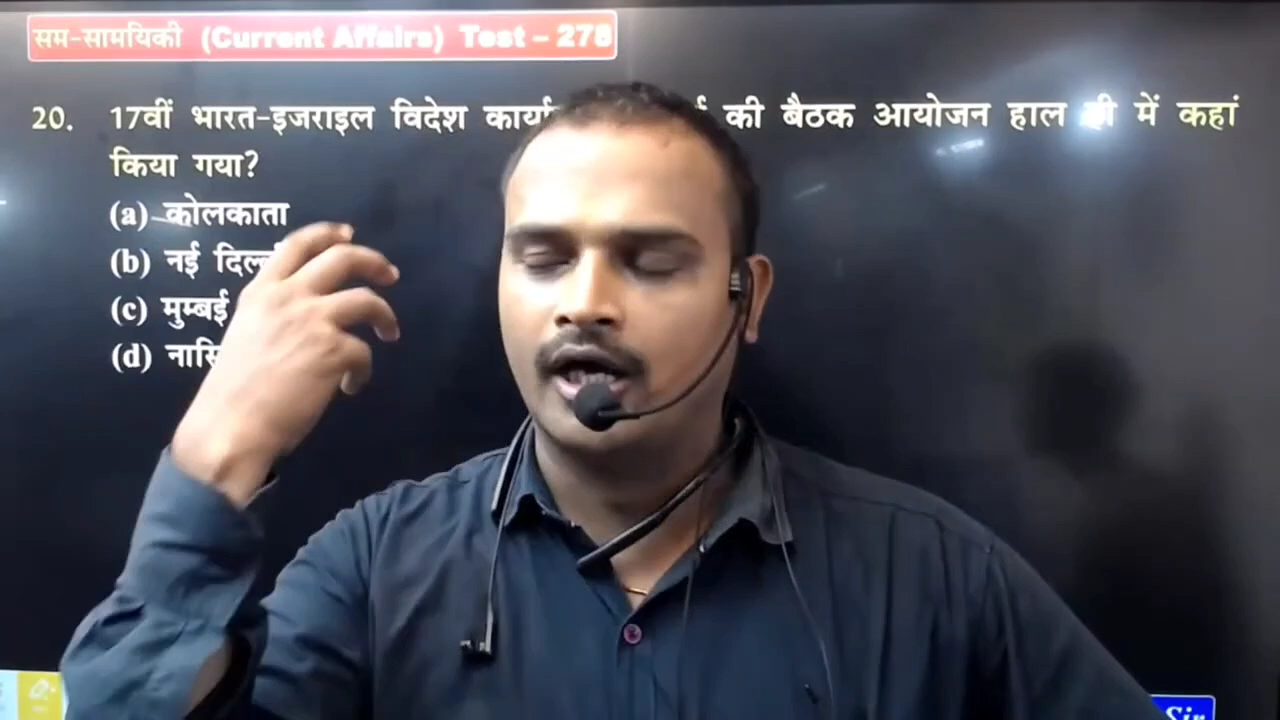 सम-सामयिकी (Current Affairs) Test – 278
20. 17वीं भारत-इजराइल विदेश की बैठक आयोजन हाल ही में कहां
किया गया?
(a) कोलकाता
(b) नई
(c) मुम्बई
(d)
Sir